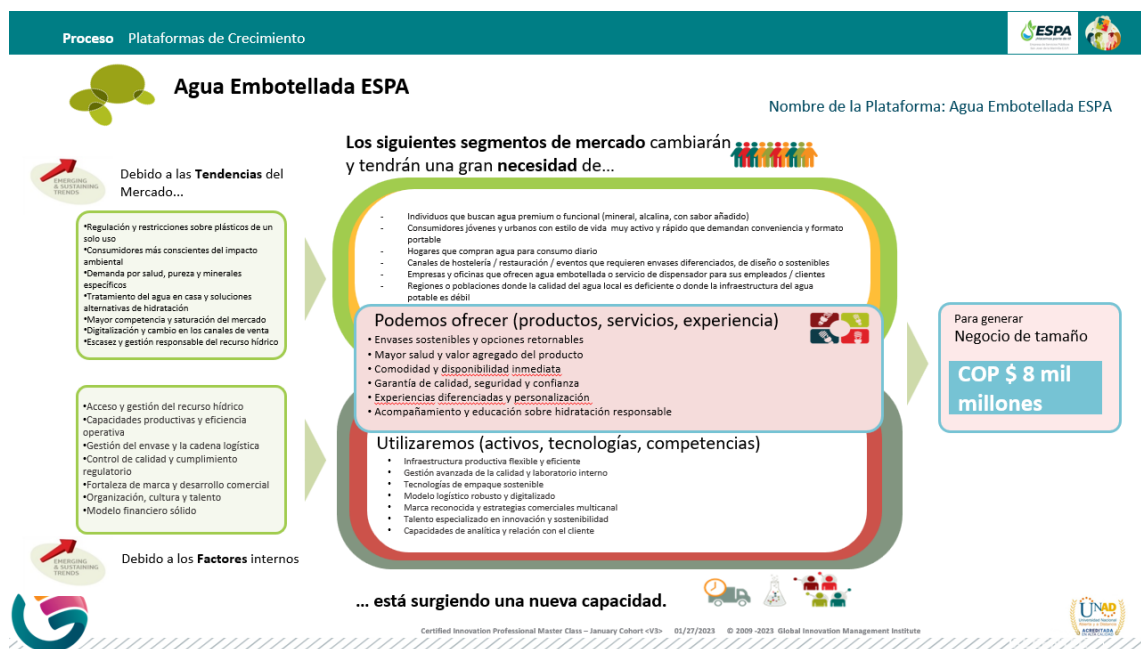 Proceso Plataformas de Crecimiento
ESPA
Agua Embotellada ESPA
Nombre de la Plataforma: Agua Embotellada ESPA
Los siguientes segmentos de mercado cambiarán
y tendrán una gran necesidad de...
EMERGING
& SUSTAINING
TRENDS
Debido a las Tendencias del
Mercado...
•Regulación y restricciones sobre plásticos de un
solo uso
•Consumidores más conscientes del impacto
ambiental
•Demanda por salud, pureza y minerales
específicos
•Tratamiento del agua en casa y soluciones
alternativas de hidratación
•Mayor competencia y saturación del mercado
•Digitalización y cambio en los canales de venta
•Escasez y gestión responsable del recurso hídrico
- Individuos que buscan agua premium o funcional (mineral, alcalina, con sabor añadido)
- Consumidores jóvenes y urbanos con estilo de vida muy activo y rápido que demandan conveniencia y formato
portable
- Hogares que compran agua para consumo diario
- Canales de hostelería / restauración / eventos que requieren envases diferenciados, de diseño o sostenibles
- Empresas y oficinas que ofrecen agua embotellada o servicio de dispensador para sus empleados / clientes
- Regiones o poblaciones donde la calidad del agua local es deficiente o donde la infraestructura del agua
potable es débil
Podemos ofrecer (productos, servicios, experiencia)
• Envases sostenibles y opciones retornables
• Mayor salud y valor agregado del producto
• Comodidad y disponibilidad inmediata
• Garantía de calidad, seguridad y confianza
• Experiencias diferenciadas y personalización
• Acompañamiento y educación sobre hidratación responsable
Para generar
Negocio de tamaño
COP $ 8 mil
millones
•Acceso y gestión del recurso hídrico
•Capacidades productivas y eficiencia
operativa
•Gestión del envase y la cadena logística
•Control de calidad y cumplimiento
regulatorio
•Fortaleza de marca y desarrollo comercial
•Organización, cultura y talento
•Modelo financiero sólido
Utilizaremos (activos, tecnologías, competencias)
• Infraestructura productiva flexible y eficiente
• Gestión avanzada de la calidad y laboratorio interno
• Tecnologías de empaque sostenible
• Modelo logístico robusto y digitalizado
• Marca reconocida y estrategias comerciales multicanal
• Talento especializado en innovación y sostenibilidad
• Capacidades de analítica y relación con el cliente
EMERGING
& SUSTAINING
TRENDS
Debido a los Factores internos
... está surgiendo una nueva capacidad.
UNAD
ACREDITADA
EN ALTA CALIDAD
Certified Innovation Professional Master Class – January Cohort <V3> 01/27/2023 © 2009 -2023 Global Innovation Management Institute